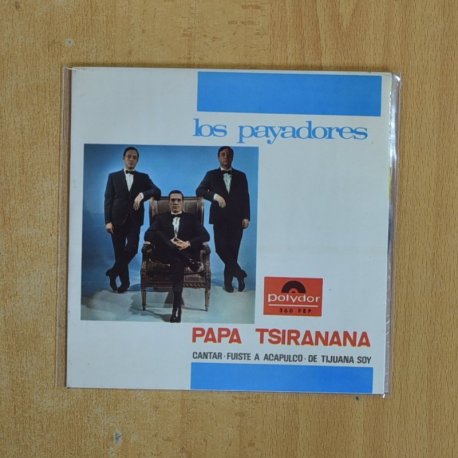 los payadores
Polydor
360 FEP
PAPA TSIRANANA
CANTAR · FUISTE A ACAPULCO · DE TIJUANA SOY